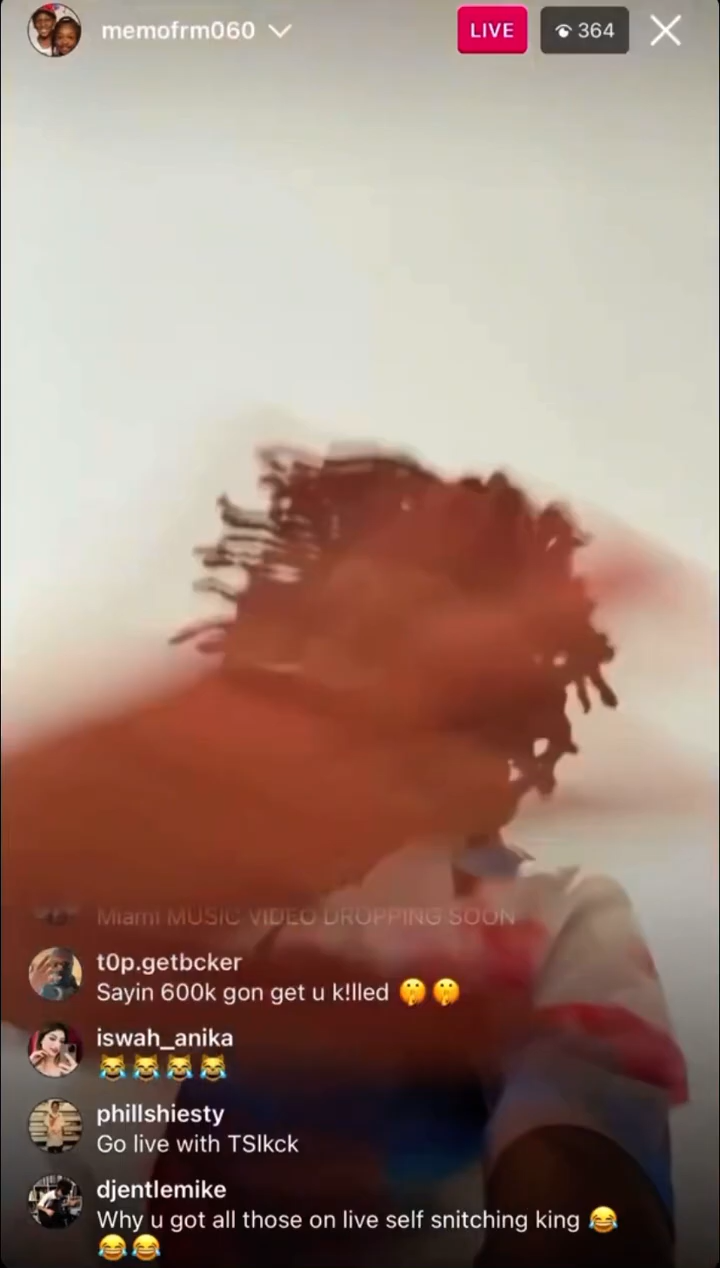 memofrm060
LIVE
364
Miami MUSIC VIDEO DROPPING SOON
t0p.getbcker
Sayin 600k gon get u k!lled 🤫🤫
iswah_anika
😹😹😹😹
phillshiesty
Go live with TSlkck
djentlemike
Why u got all those on live self snitching king 😂
😂😂